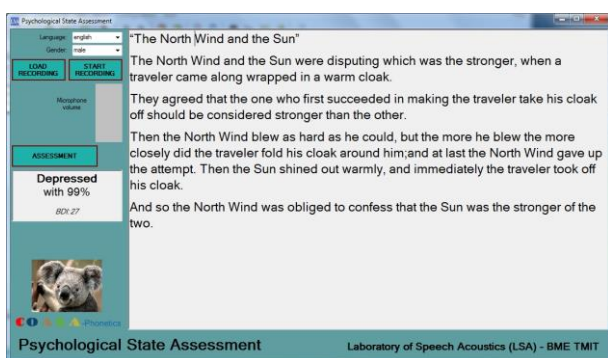 Psychological State Assessment
Language: english
Gender: male
LOAD RECORDING
START RECORDING
Microphone volume
ASSESSMENT
Depressed
with 99%
BDI:27
COALA-Phonetics
"The North Wind and the Sun"
The North Wind and the Sun were disputing which was the stronger, when a
traveler came along wrapped in a warm cloak.
They agreed that the one who first succeeded in making the traveler take his cloak
off should be considered stronger than the other.
Then the North Wind blew as hard as he could, but the more he blew the more
closely did the traveler fold his cloak around him;and at last the North Wind gave up
the attempt. Then the Sun shined out warmly, and immediately the traveler took off
his cloak.
And so the North Wind was obliged to confess that the Sun was the stronger of the
two.
Psychological State Assessment
Laboratory of Speech Acoustics (LSA) - BME TMIT